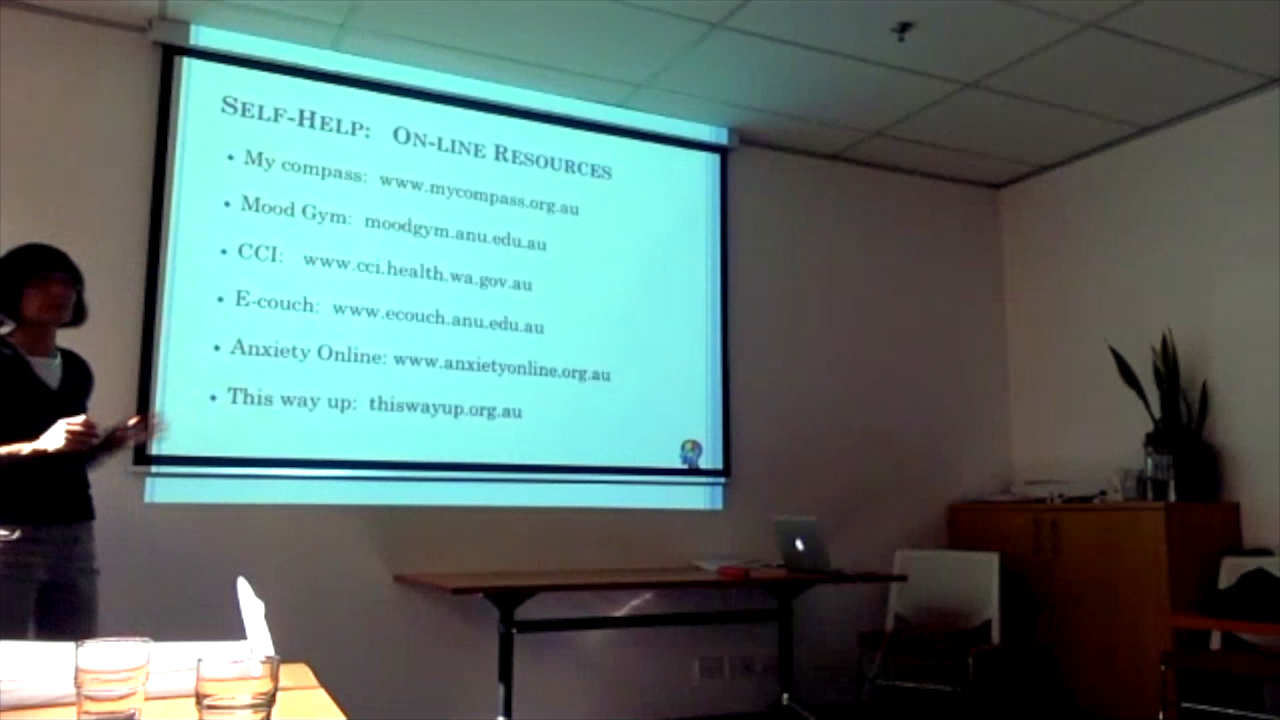 SELF-HELP: ON-LINE RESOURCES
• My compass: www.mycompass.org.au
• Mood Gym: moodgym.anu.edu.au
• CCI: www.cci.health.wa.gov.au
• E-couch: www.ecouch.anu.edu.au
• Anxiety Online: www.anxietyonline.org.au
• This way up: thiswayup.org.au